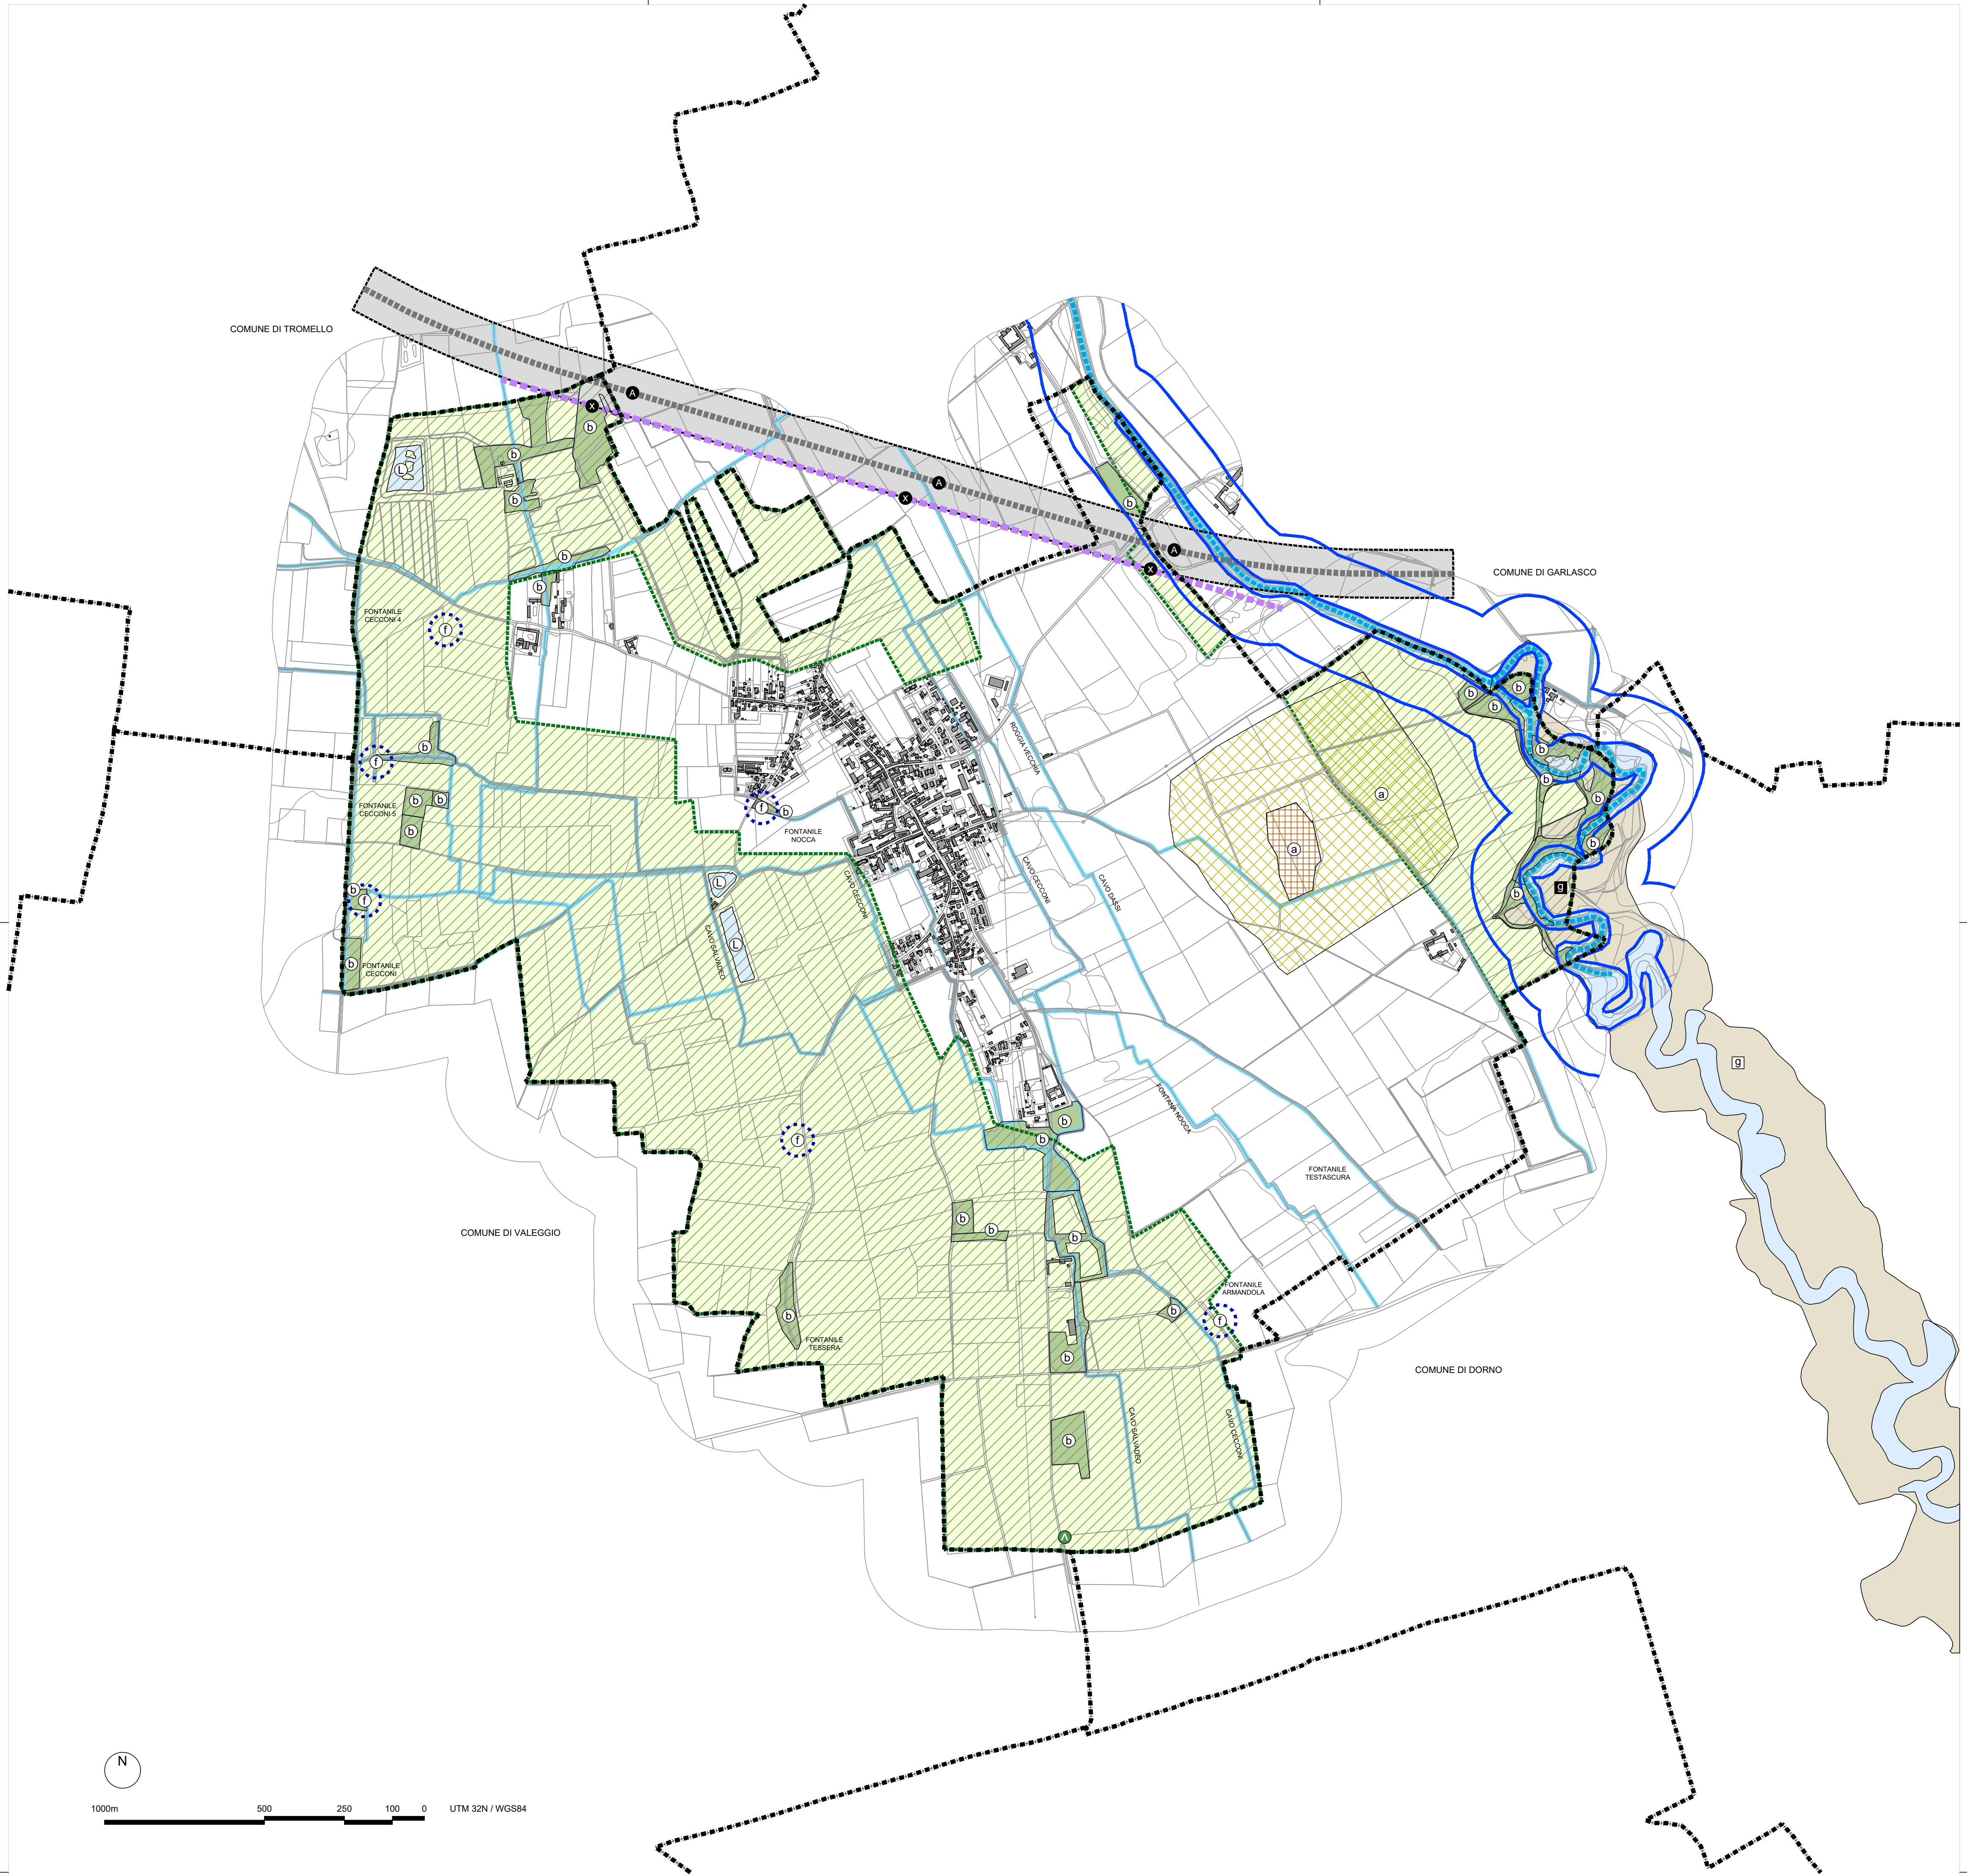 COMUNE DI TROMELLO
A
x
b
b
L
b
A
x
b
b
b
A
x
COMUNE DI GARLASCO
FONTANILE
CECCONI 4
f
b
b
b
ROGGIA VECCHIA
b
b
f
a
b
b
b
FONTANILE
CECCONI 5
b
f
b
FONTANILE
NOCCA
b
a
b
CAVO CECCONI
CAVO CECCONI
CAVO DASSI
L
g
b
b
f
CAVO SALVADEO
L
b
FONTANILE
CECCONI
g
FONTANA NOCCA
b
b
f
FONTANILE
TESTASCURA
b
b
b
COMUNE DI VALEGGIO
FONTANILE
ARMANDOLA
b
b
f
FONTANILE
TESSERA
b
COMUNE DI DORNO
CAVO SALVADEO
CAVO CECCONI
b
V
N
1000m 500 250 100 0 UTM 32N / WGS84